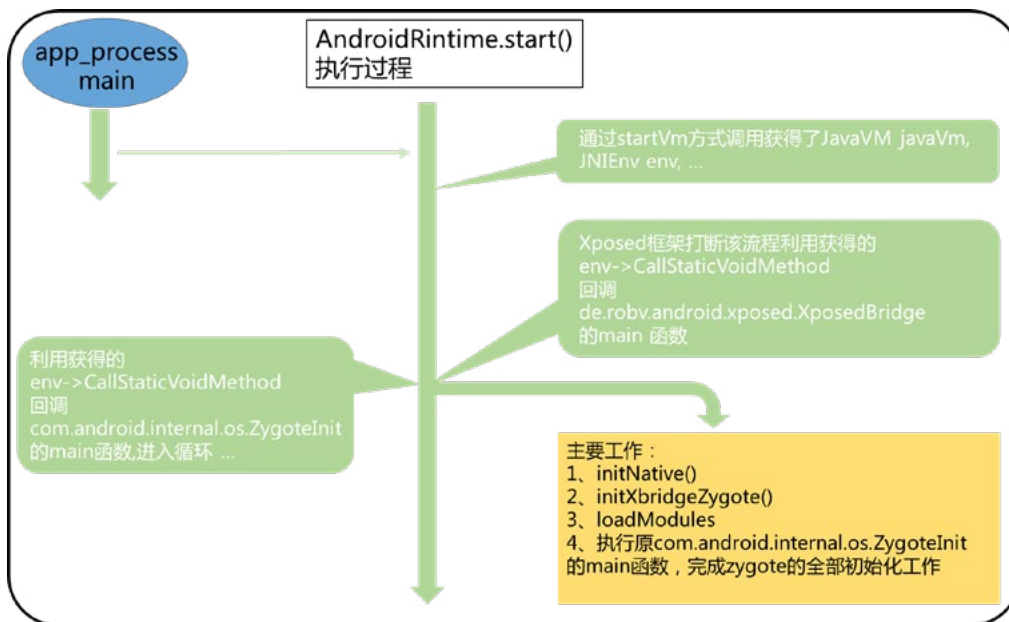 app_process
main
AndroidRintime.start()
执行过程
通过startVm方式调用获得了JavaVM javaVm,
JNIEnv env, ...
Xposed框架打断该流程利用获得的
env->CallStaticVoidMethod
回调
de.robv.android.xposed.XposedBridge
的main 函数
利用获得的
env->CallStaticVoidMethod
回调
com.android.internal.os.ZygoteInit
的main函数,进入循环 ...
主要工作：
1、initNative()
2、initXbridgeZygote()
3、loadModules
4、执行原com.android.internal.os.ZygoteInit
的main函数，完成zygote的全部初始化工作